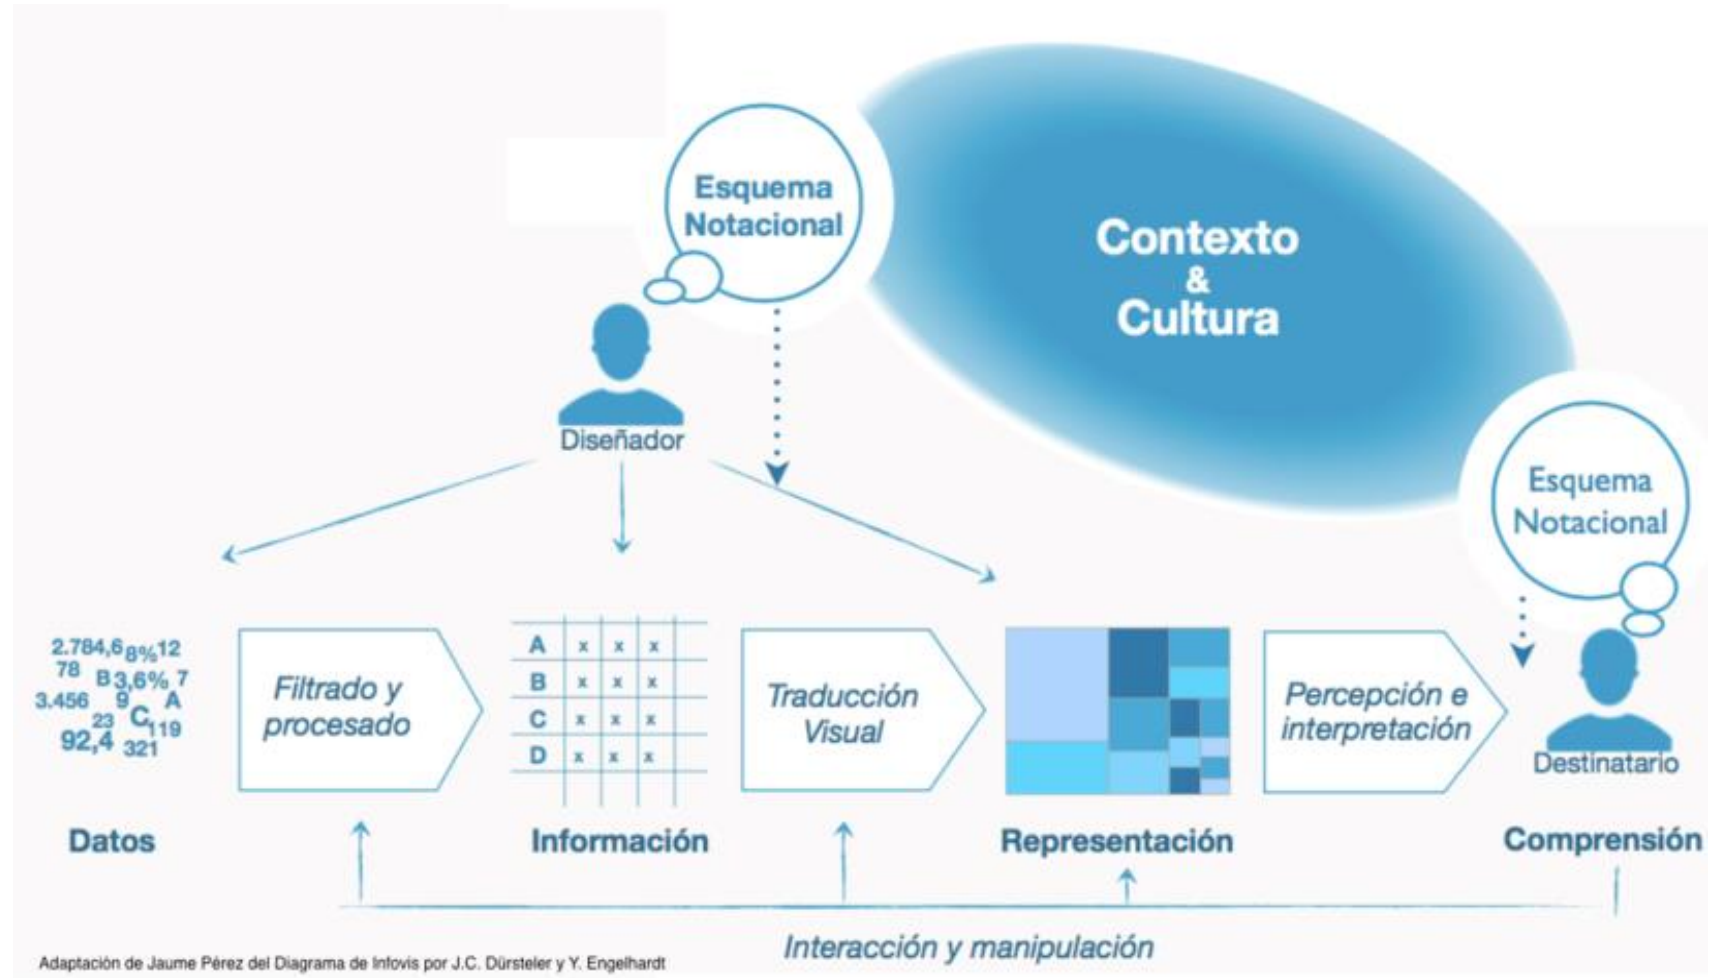 Esquema
Notacional
Contexto
&
Cultura
Diseñador
Esquema
Notacional
2.784,6 8% 12
78 B 3,6% 7
3.456 9 A
23 C 119
92,4 321
Filtrado y
procesado
A x x x
B x x x
C x x x
D x x x
Traducción
Visual
Percepción e
interpretación
Destinatario
Datos
Información
Representación
Comprensión
Interacción y manipulación
Adaptación de Jaume Pérez del Diagrama de Infovis por J.C. Dürsteler y Y. Engelhardt